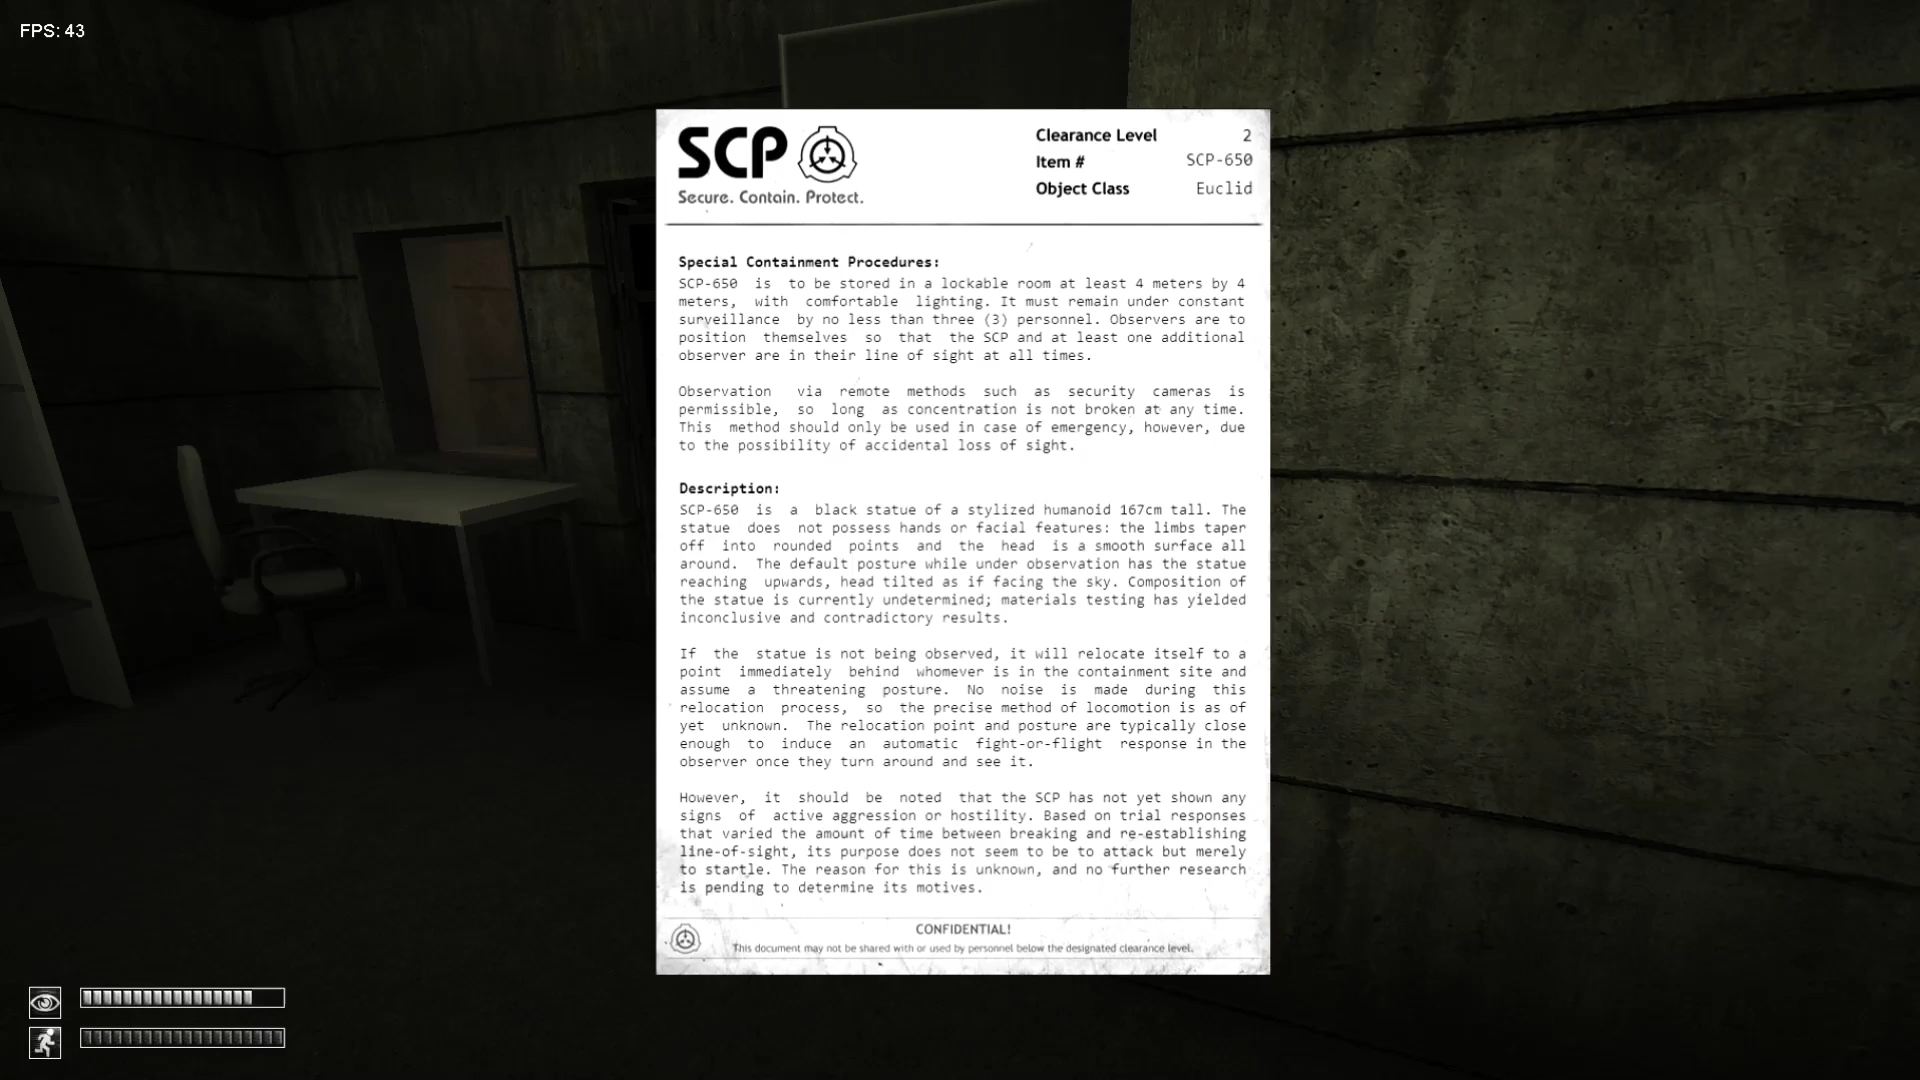 FPS: 43
SCP
Secure. Contain. Protect.
Clearance Level 2
Item # SCP-650
Object Class Euclid
Special Containment Procedures:
SCP-650 is to be stored in a lockable room at least 4 meters by 4
meters, with comfortable lighting. It must remain under constant
surveillance by no less than three (3) personnel. Observers are to
position themselves so that the SCP and at least one additional
observer are in their line of sight at all times.
Observation via remote methods such as security cameras is
permissible, so long as concentration is not broken at any time.
This method should only be used in case of emergency, however, due
to the possibility of accidental loss of sight.
Description:
SCP-650 is a black statue of a stylized humanoid 167cm tall. The
statue does not possess hands or facial features: the limbs taper
off into rounded points and the head is a smooth surface all
around. The default posture while under observation has the statue
reaching upwards, head tilted as if facing the sky. Composition of
the statue is currently undetermined; materials testing has yielded
inconclusive and contradictory results.
If the statue is not being observed, it will relocate itself to a
point immediately behind whomever is in the containment site and
assume a threatening posture. No noise is made during this
relocation process, so the precise method of locomotion is as of
yet unknown. The relocation point and posture are typically close
enough to induce an automatic fight-or-flight response in the
observer once they turn around and see it.
However, it should be noted that the SCP has not yet shown any
signs of active aggression or hostility. Based on trial responses
that varied the amount of time between breaking and re-establishing
line-of-sight, its purpose does not seem to be to attack but merely
to startle. The reason for this is unknown, and no further research
is pending to determine its motives.
CONFIDENTIAL!
This document may not be shared with or used by personnel below the designated clearance level.